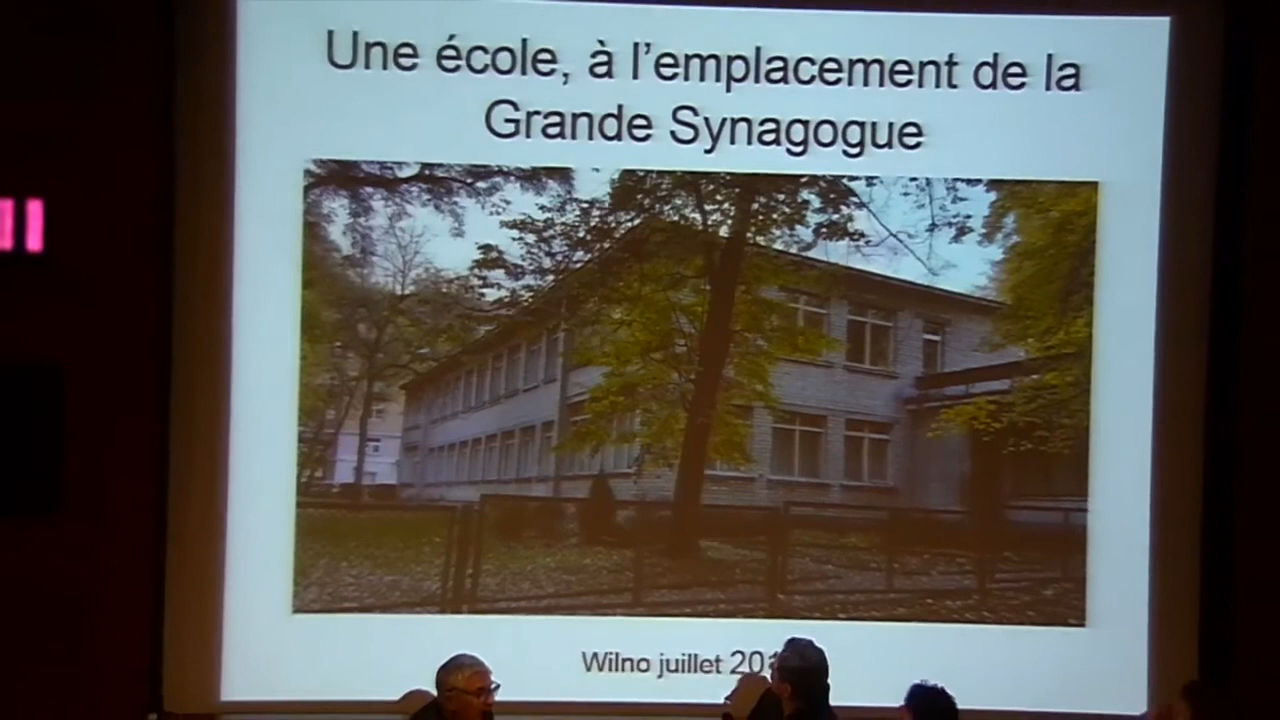 Une école, à l'emplacement de la
Grande Synagogue
Wilno juillet